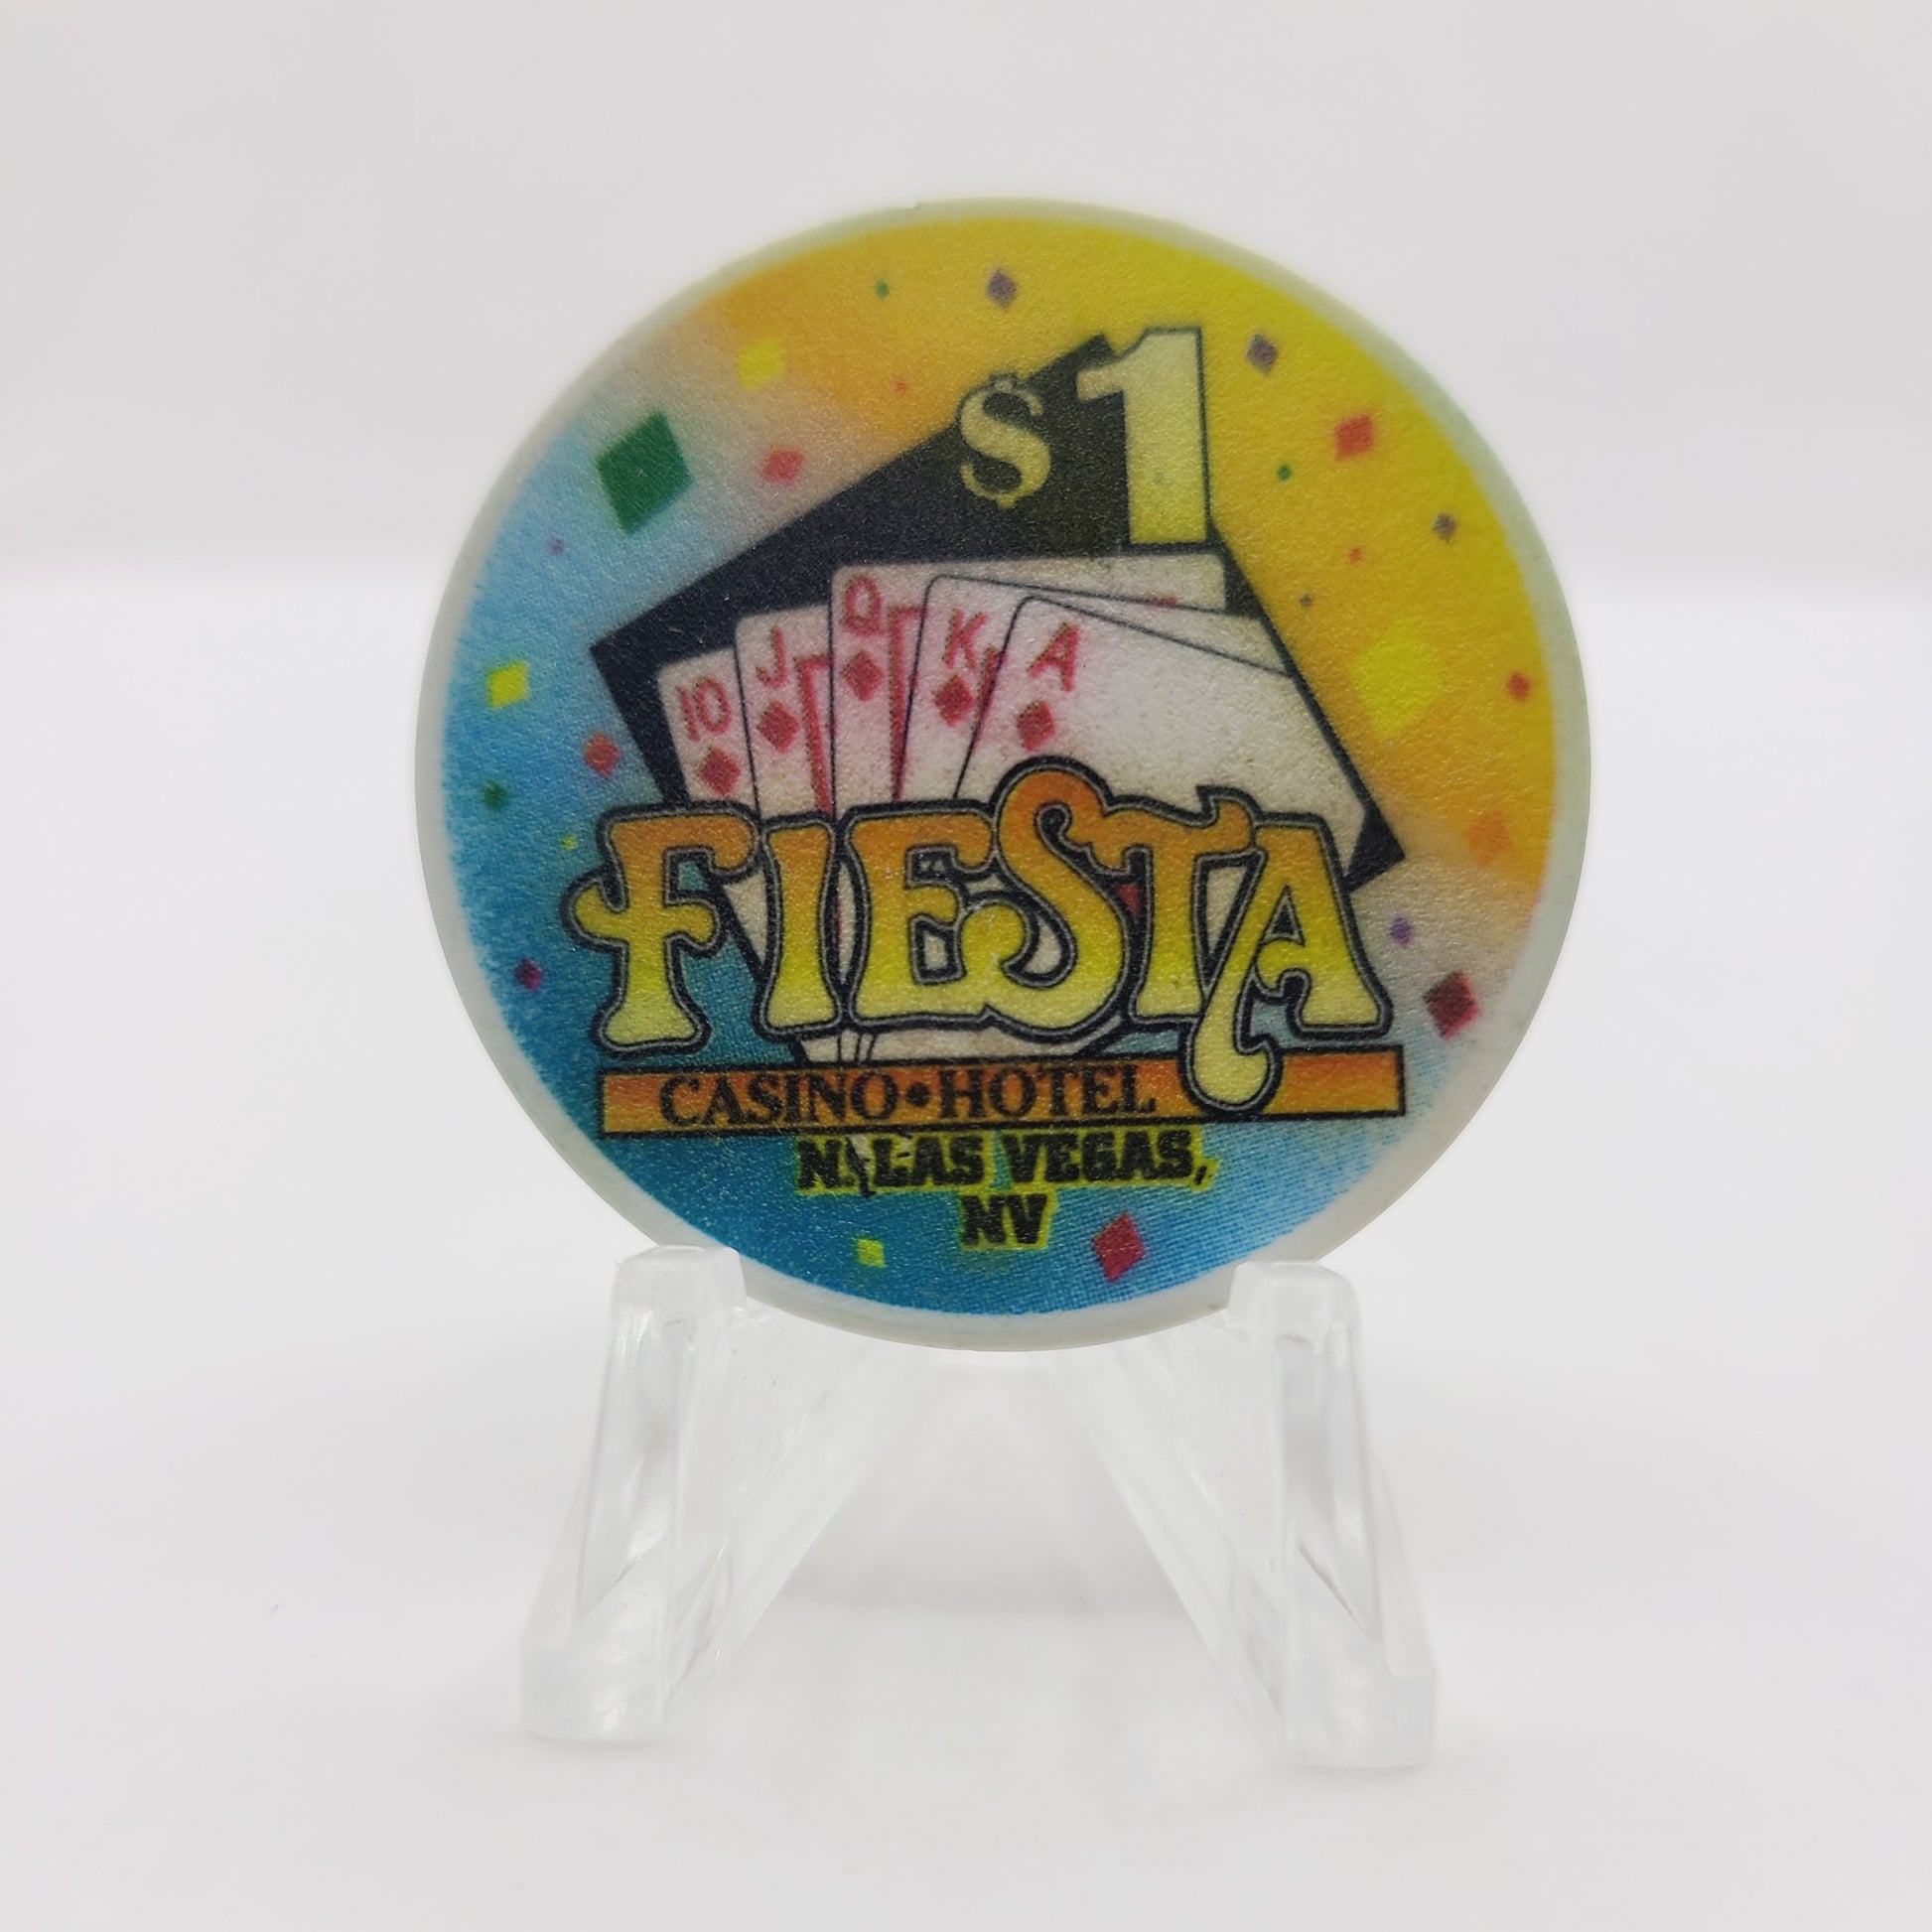 $1
10 J Q K A
FIESTA
CASINO•HOTEL
N. LAS VEGAS,
NV